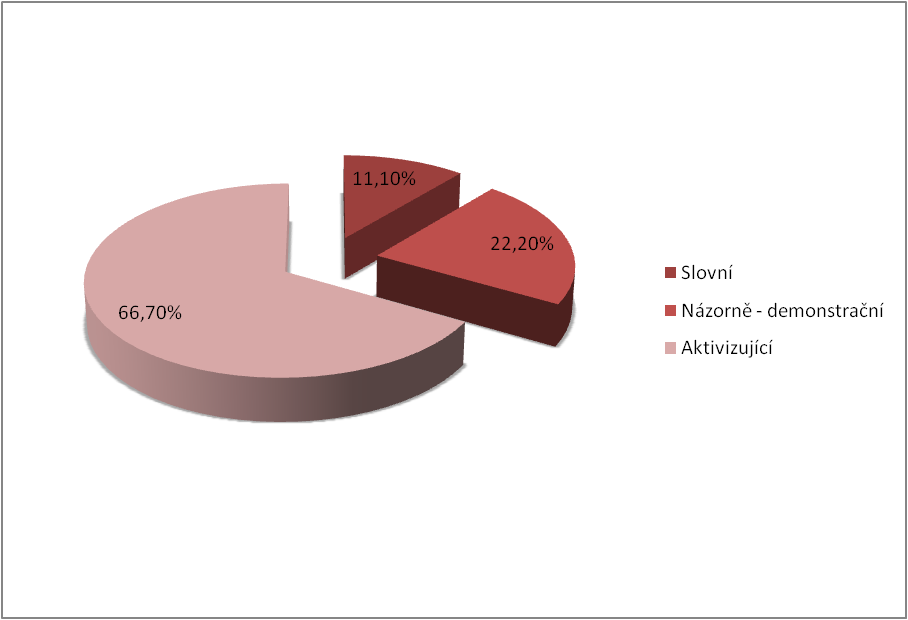 11,10%
22,20%
66,70%
Slovní
Názorně - demonstrační
Aktivizující